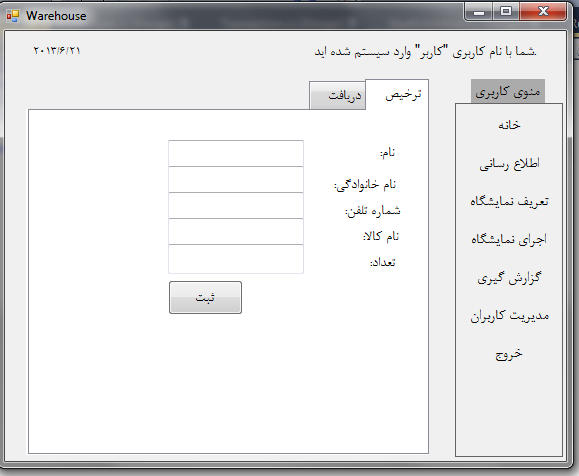 Warehouse
.شما با نام کاربری "کاربر" وارد سیستم شده اید
۲۰۱۳/۶/۲۱
منوی کاربری
خانه
اطلاع رسانی
تعریف نمایشگاه
اجرای نمایشگاه
گزارش گیری
مدیریت کاربران
خروج
ترخیص
دریافت
نام:
نام خانوادگی:
شماره تلفن:
نام کالا:
تعداد:
ثبت